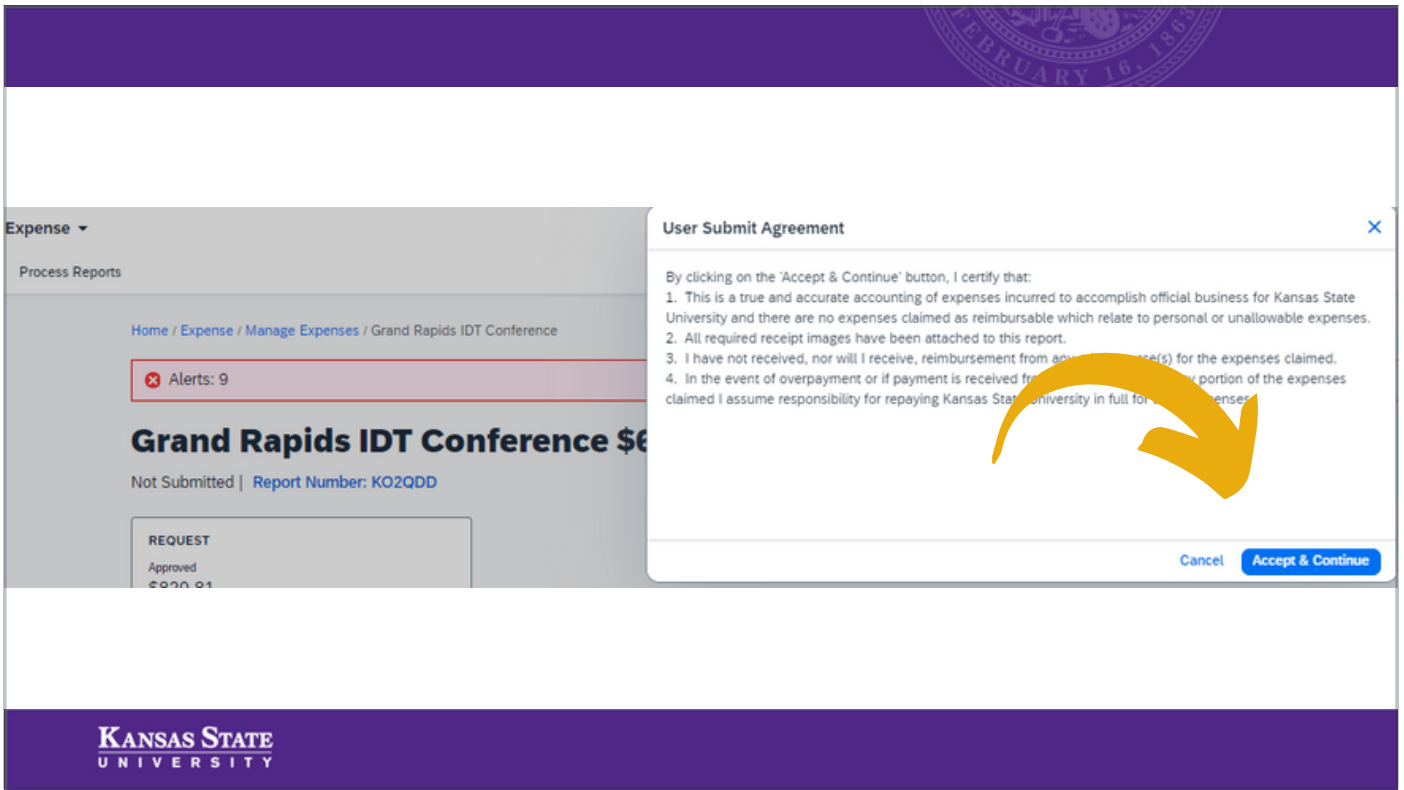 FEBRUARY 16, 1863
Expense
Process Reports
Home / Expense / Manage Expenses / Grand Rapids IDT Conference
Alerts: 9
Grand Rapids IDT Conference $6
Not Submitted | Report Number: KO2QDD
REQUEST
Approved
$820.81
User Submit Agreement
By clicking on the 'Accept & Continue' button, I certify that:
1. This is a true and accurate accounting of expenses incurred to accomplish official business for Kansas State
University and there are no expenses claimed as reimbursable which relate to personal or unallowable expenses.
2. All required receipt images have been attached to this report.
3. I have not received, nor will I receive, reimbursement from any for the expenses claimed.
4. In the event of overpayment or if payment is received portion of the expenses
claimed I assume responsibility for repaying Kansas State University in full for
Cancel
Accept & Continue
KANSAS STATE
UNIVERSITY